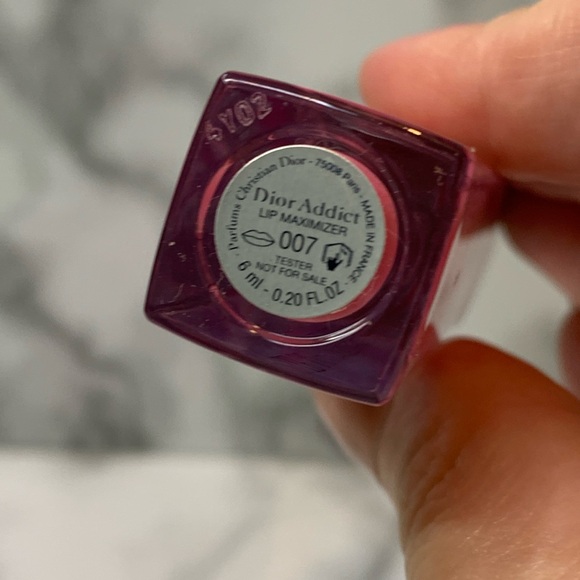 Parfums Christian Dior - 75008 Paris - MADE IN FRANCE
Dior Addict
LIP MAXIMIZER
007
TESTER
NOT FOR SALE
6 ml - 0.20 FL.OZ